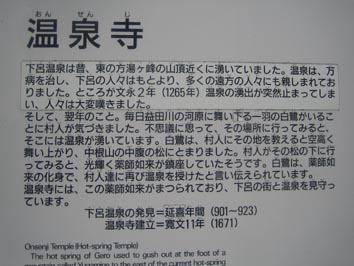 おん せん じ
温泉寺
下呂温泉は昔、東の方湯ヶ峰の山頂近くに湧いていました。温泉は、万
病を治し、下呂の人々はもとより、多くの遠方の人々にも親しまれてお
りました。ところが文永2年（1265年）温泉の湧出が突然止まってしま
い、人々は大変嘆きました。
そして、翌年のこと。毎日益田川の河原に舞い下る一羽の白鷺がいるこ
とに村人が気づきました。不思議に思って、その場所に行ってみると、
そこには温泉が湧いています。白鷺は、村人にその地を教えると空高く
舞い上がり、中根山の中腹の松にとまりました。村人がその松の下に行
ってみると、光輝く薬師如来が鎮座していたそうです。白鷺は、薬師如
来の化身で、村人達に再び温泉を授けたと言い伝えられています。
温泉寺には、この薬師如来がまつられており、下呂の街と温泉を見守っ
ています。
下呂温泉の発見＝延喜年間（901〜923）
温泉寺建立＝寛文11年（1671）
Onsenji Temple (Hot-spring Temple)
The hot spring of Gero used to gush out at the foot of a
to the east of the current hot-spring